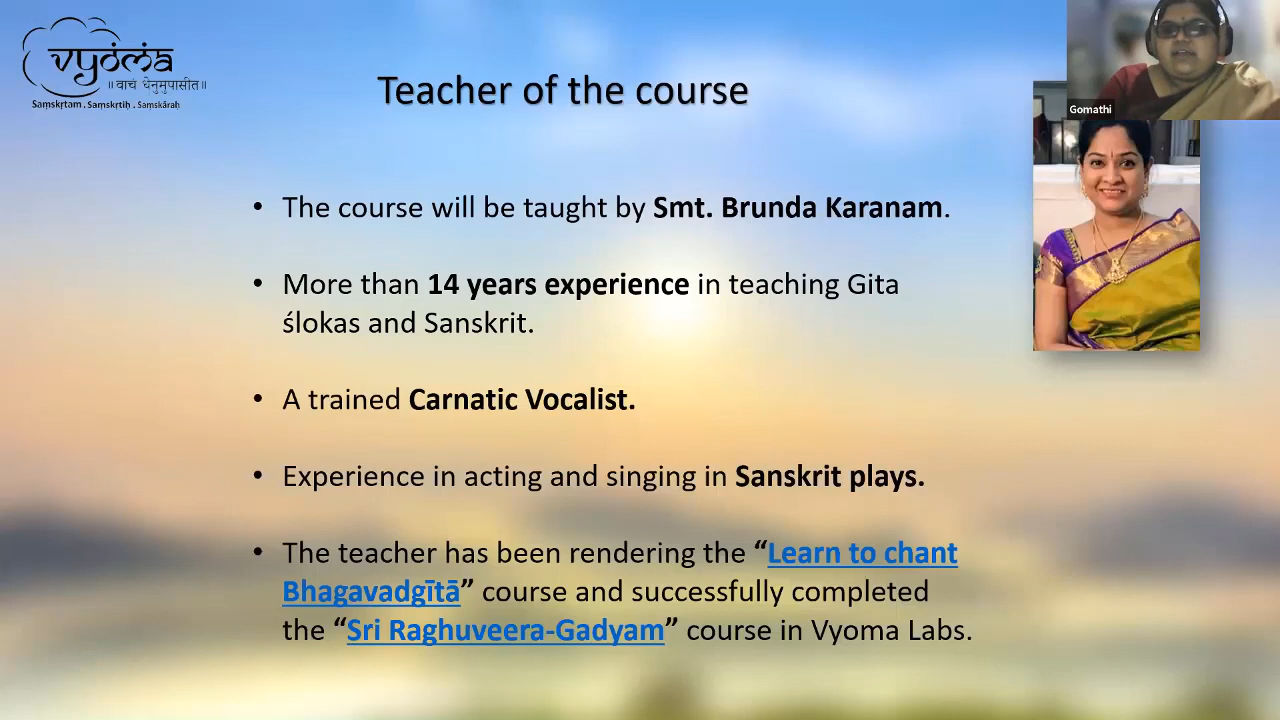 vyoma
॥वाचं धेनुमुपासीत॥
Saṃskṛtam . Saṃskṛtiḥ . Saṃskāraḥ
Teacher of the course
Gomathi
• The course will be taught by Smt. Brunda Karanam.
• More than 14 years experience in teaching Gita
ślokas and Sanskrit.
• A trained Carnatic Vocalist.
• Experience in acting and singing in Sanskrit plays.
• The teacher has been rendering the “Learn to chant
Bhagavadgītā” course and successfully completed
the “Sri Raghuveera-Gadyam” course in Vyoma Labs.